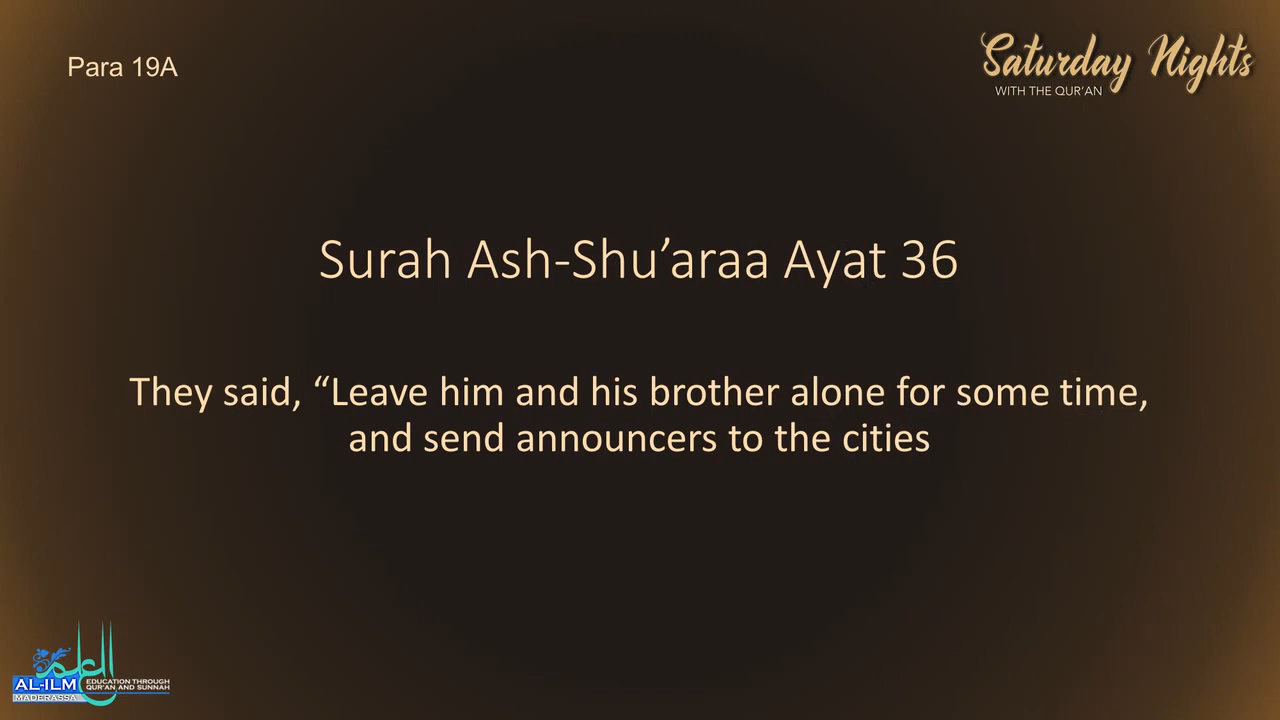 Para 19A
Saturday Nights
WITH THE QUR'AN
Surah Ash-Shu’araa Ayat 36
They said, “Leave him and his brother alone for some time,
and send announcers to the cities
العلم
AL-ILM
MADERASSA
EDUCATION THROUGH
QUR'AN AND SUNNAH